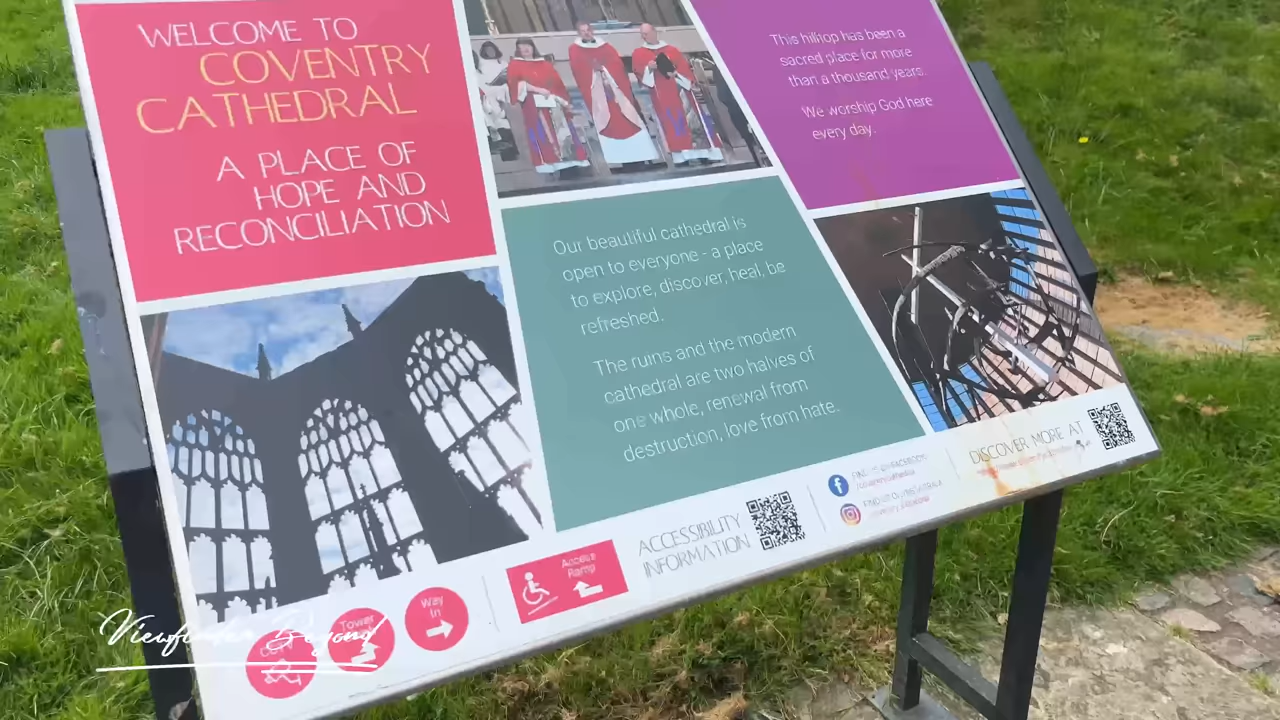 WELCOME TO
COVENTRY
CATHEDRAL
A PLACE OF
HOPE AND
RECONCILIATION
This hilltop has been a
sacred place for more
than a thousand years.
We worship God here
every day.
Our beautiful cathedral is
open to everyone - a place
to explore, discover, heal, be
refreshed.
The ruins and the modern
cathedral are two halves of
one whole, renewal from
destruction, love from hate.
DISCOVER MORE AT
ACCESSIBILITY
INFORMATION
Access
Ramp
Way
In
Tower
Viewfinder Beyond